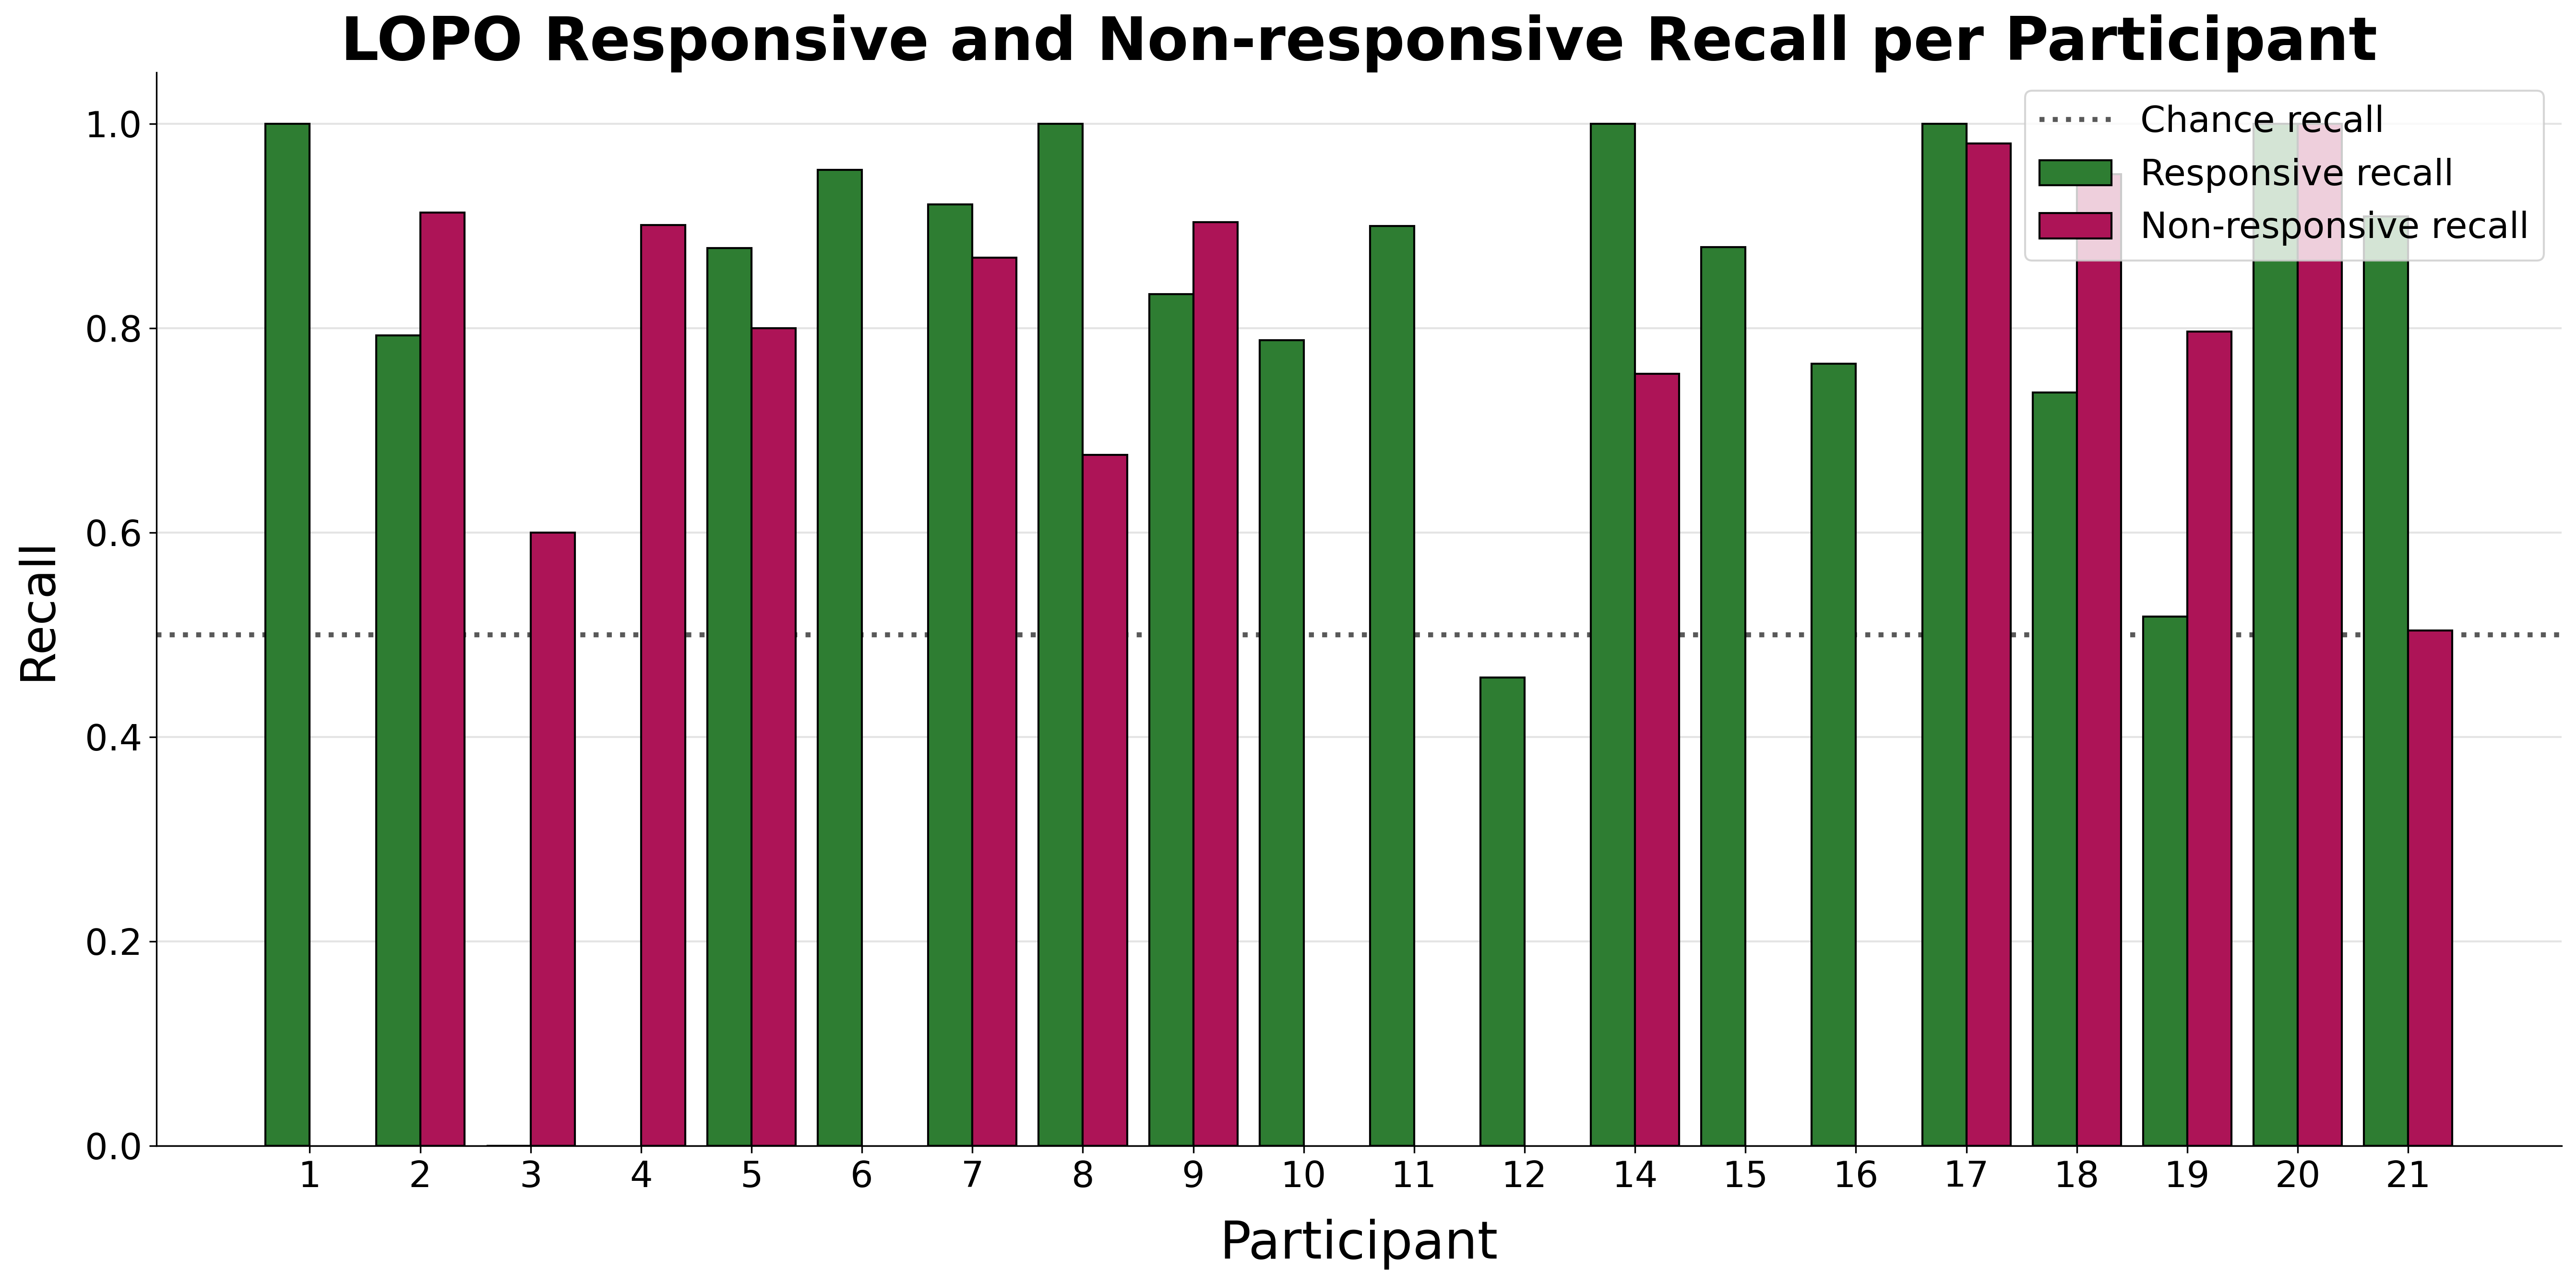 LOPO Responsive and Non-responsive Recall per Participant
Chance recall
Responsive recall
Non-responsive recall
Recall
1.0
0.8
0.6
0.4
0.2
0.0
1 2 3 4 5 6 7 8 9 10 11 12 14 15 16 17 18 19 20 21
Participant